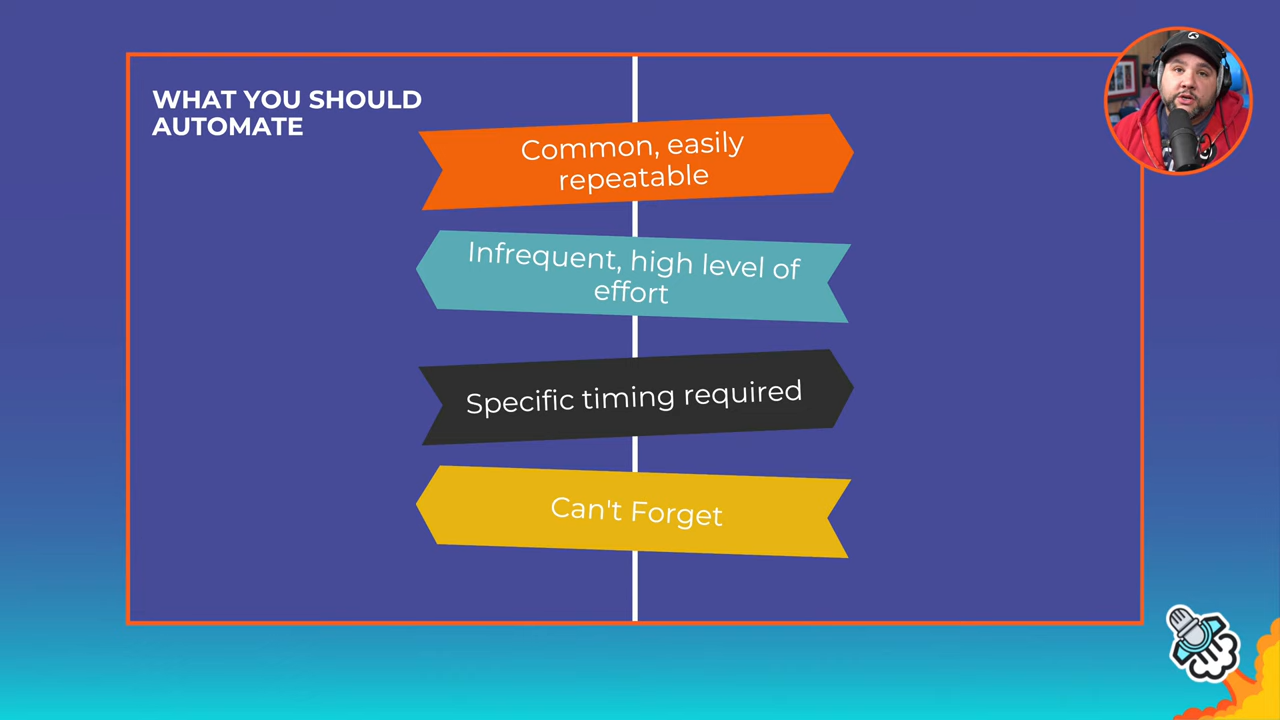 WHAT YOU SHOULD
AUTOMATE
Common, easily
repeatable
Infrequent, high level of
effort
Specific timing required
Can't Forget